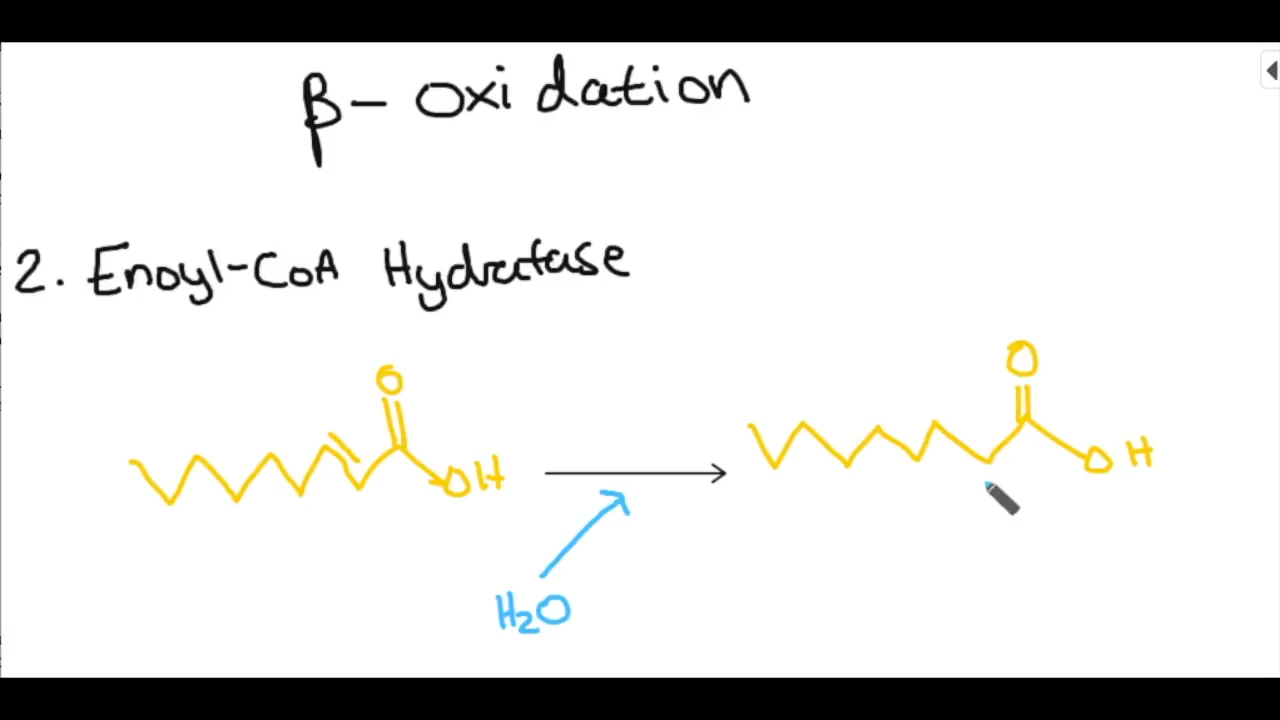 β- Oxidation
2. Enoyl-CoA Hydratase
O
OH
O
OH
H₂O